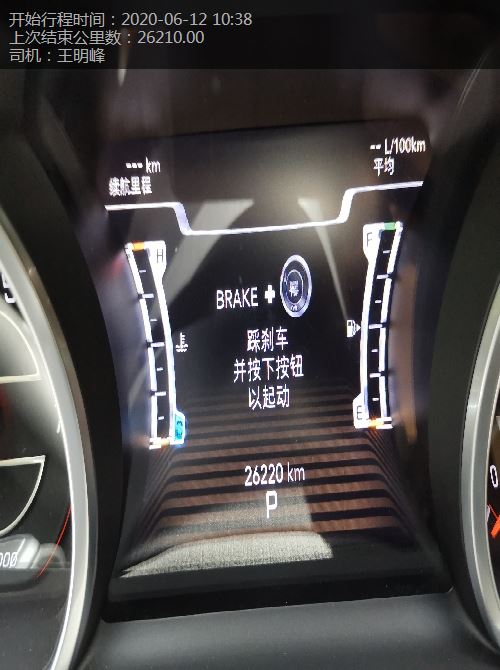 开始行程时间：2020-06-12 10:38
上次结束公里数：26210.00
司机：王明峰
--- km
续航里程
-- L/100km
平均
H
F
BRAKE +
踩刹车
并按下按钮
以起动
E
26220 km
P
0